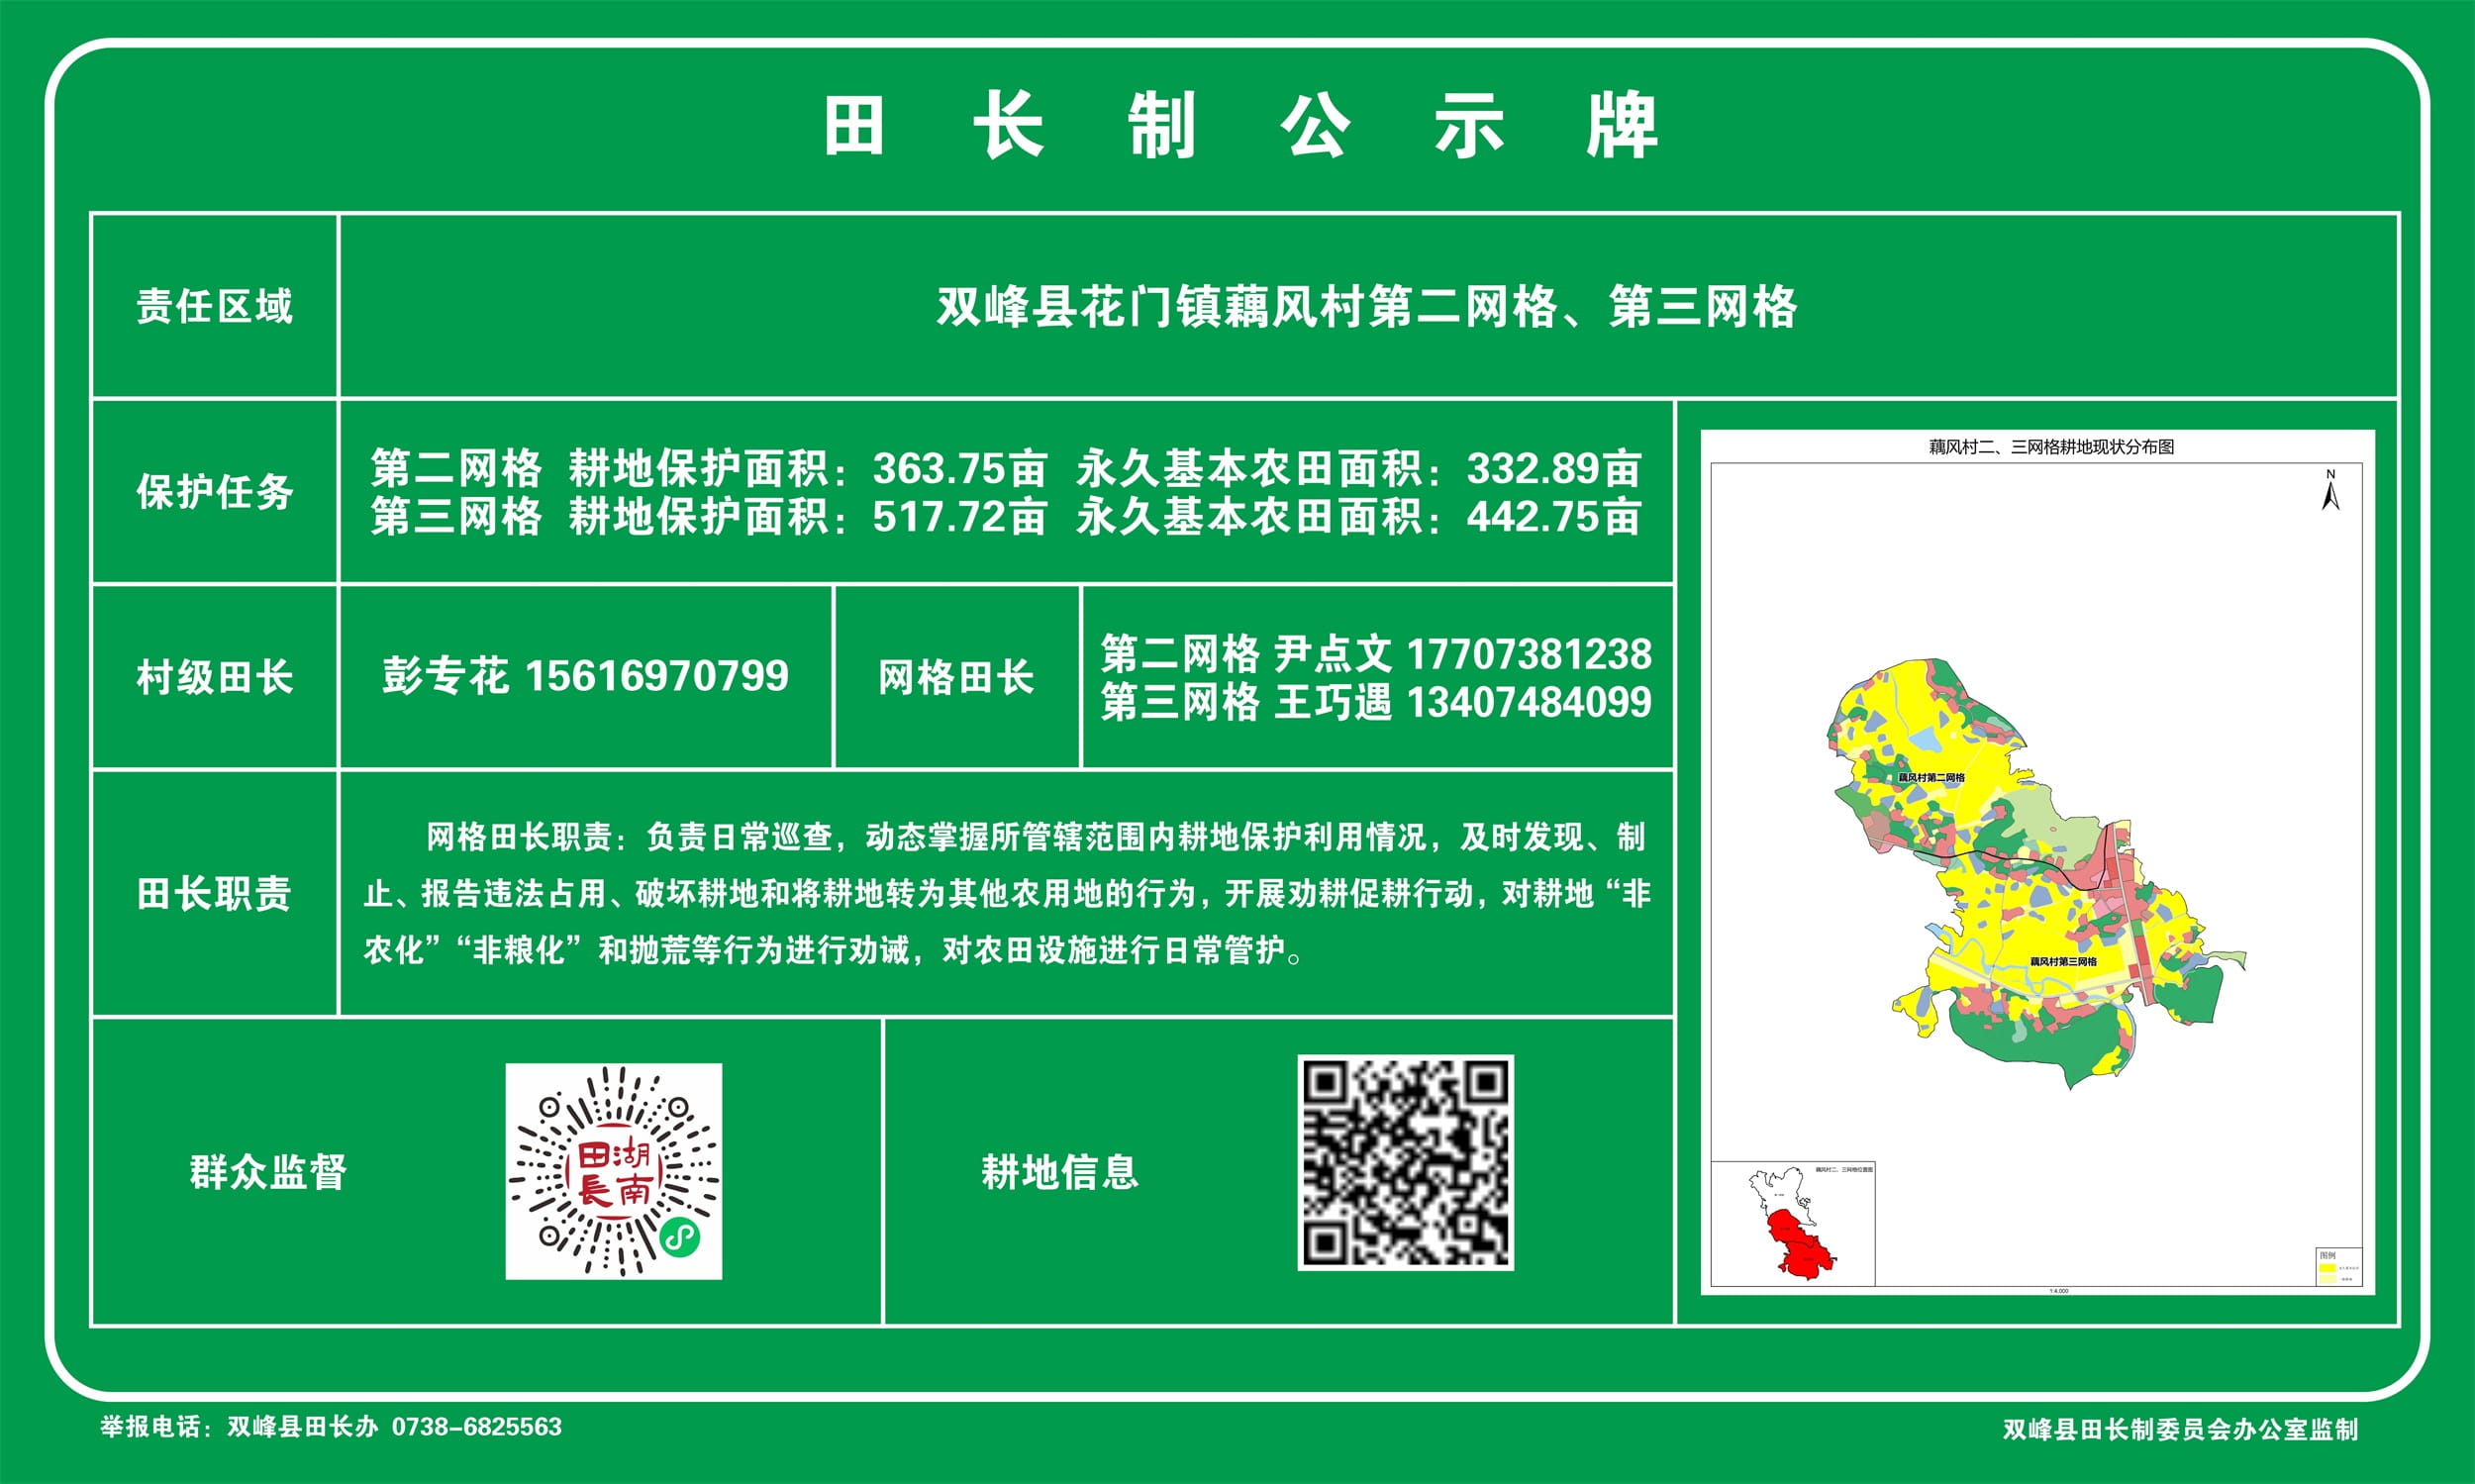 田长制公示牌
责任区域
双峰县花门镇藕风村第二网格、第三网格
保护任务
第二网格 耕地保护面积：363.75亩 永久基本农田面积：332.89亩
第三网格 耕地保护面积：517.72亩 永久基本农田面积：442.75亩
村级田长
彭专花 15616970799
网格田长
第二网格 尹点文 17707381238
第三网格 王巧遇 13407484099
田长职责
网格田长职责：负责日常巡查，动态掌握所管辖范围内耕地保护利用情况，及时发现、制
止、报告违法占用、破坏耕地和将耕地转为其他农用地的行为，开展劝耕促耕行动，对耕地“非
农化”“非粮化”和抛荒等行为进行劝诫，对农田设施进行日常管护。
群众监督
田湖
長南
耕地信息
藕风村二、三网格耕地现状分布图
N
藕风村第二网格
藕风村第三网格
藕风村二、三网格位置图
图例
1:4,000
举报电话：双峰县田长办 0738-6825563
双峰县田长制委员会办公室监制